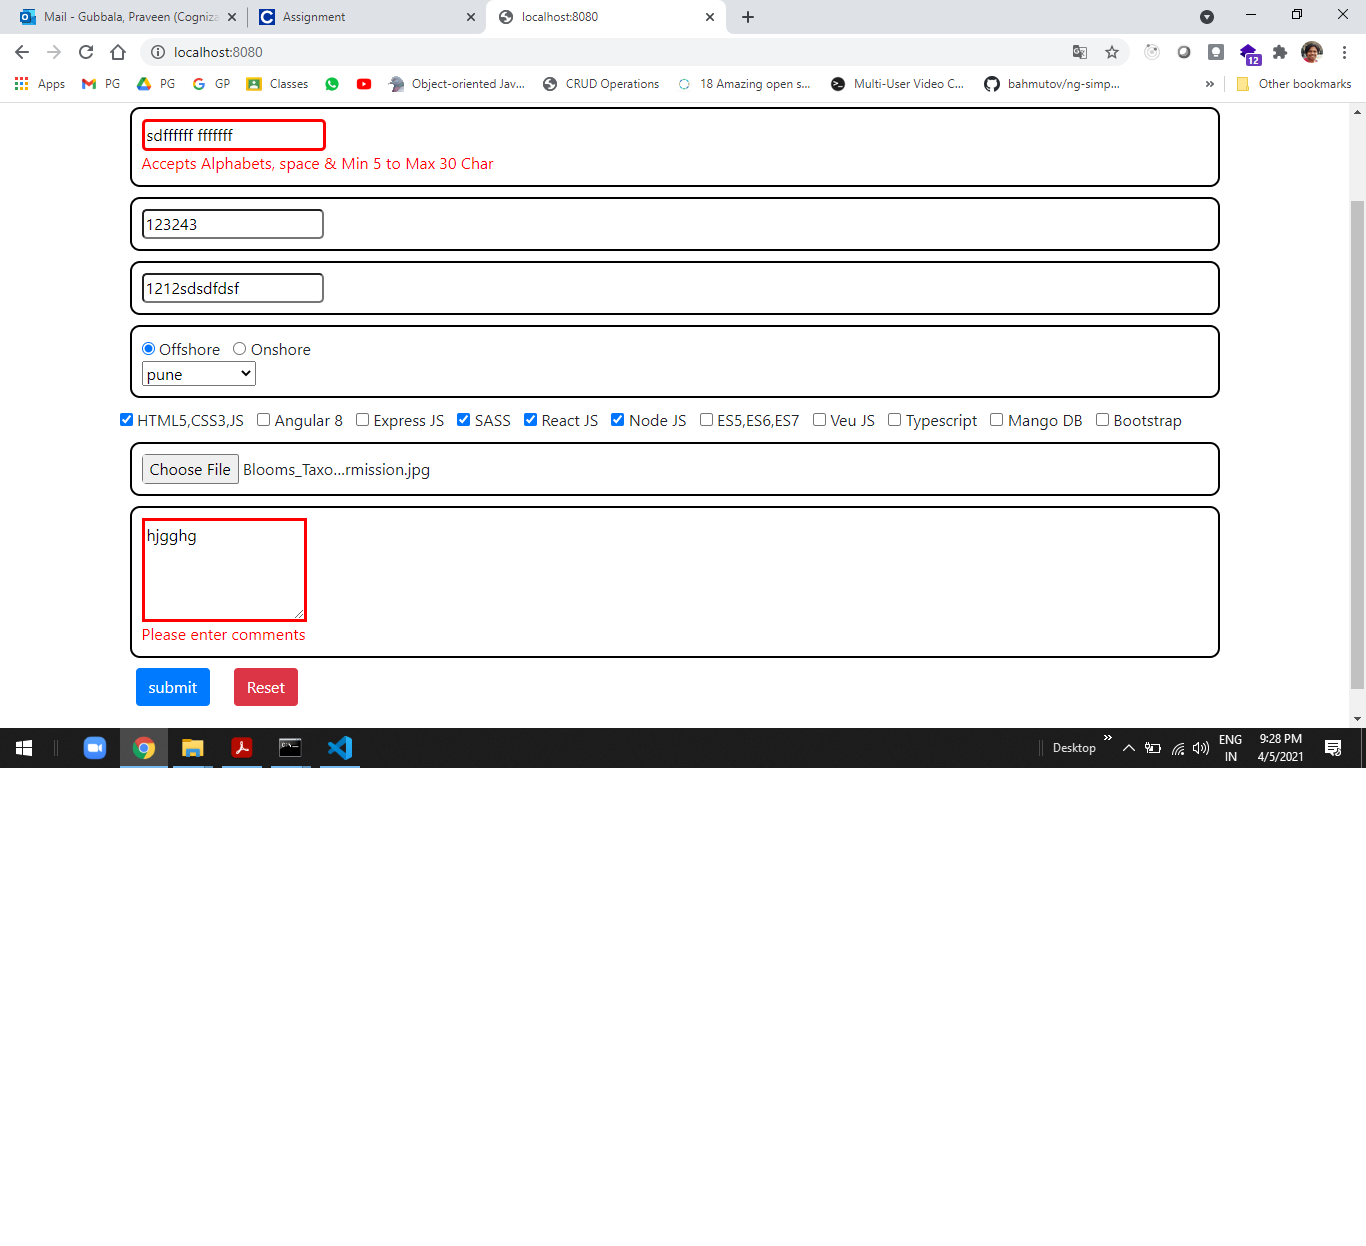 Mail - Gubbala, Praveen (Cogniza
Assignment
localhost:8080
localhost:8080
12
Apps
PG
PG
GP
Classes
Object-oriented Jav...
CRUD Operations
18 Amazing open s...
Multi-User Video C...
bahmutov/ng-simp...
»
Other bookmarks
sdffffff fffffff
Accepts Alphabets, space & Min 5 to Max 30 Char
123243
1212sdsdfdsf
Offshore Onshore
pune
HTML5,CSS3,JS Angular 8 Express JS SASS React JS Node JS ES5,ES6,ES7 Veu JS Typescript Mango DB Bootstrap
Choose File Blooms_Taxo...rmission.jpg
hjgghg
Please enter comments
submit Reset
Desktop
»
ENG
IN
9:28 PM
4/5/2021